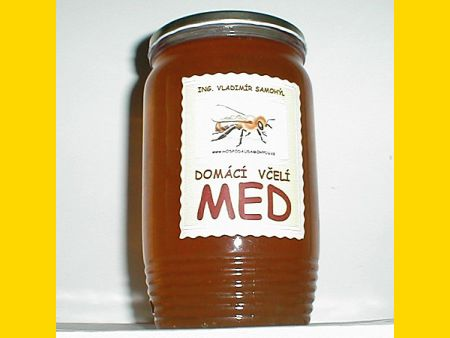 ING. VLADIMÍR SAMOHÝL
DOMÁCÍ VČELÍ
MED